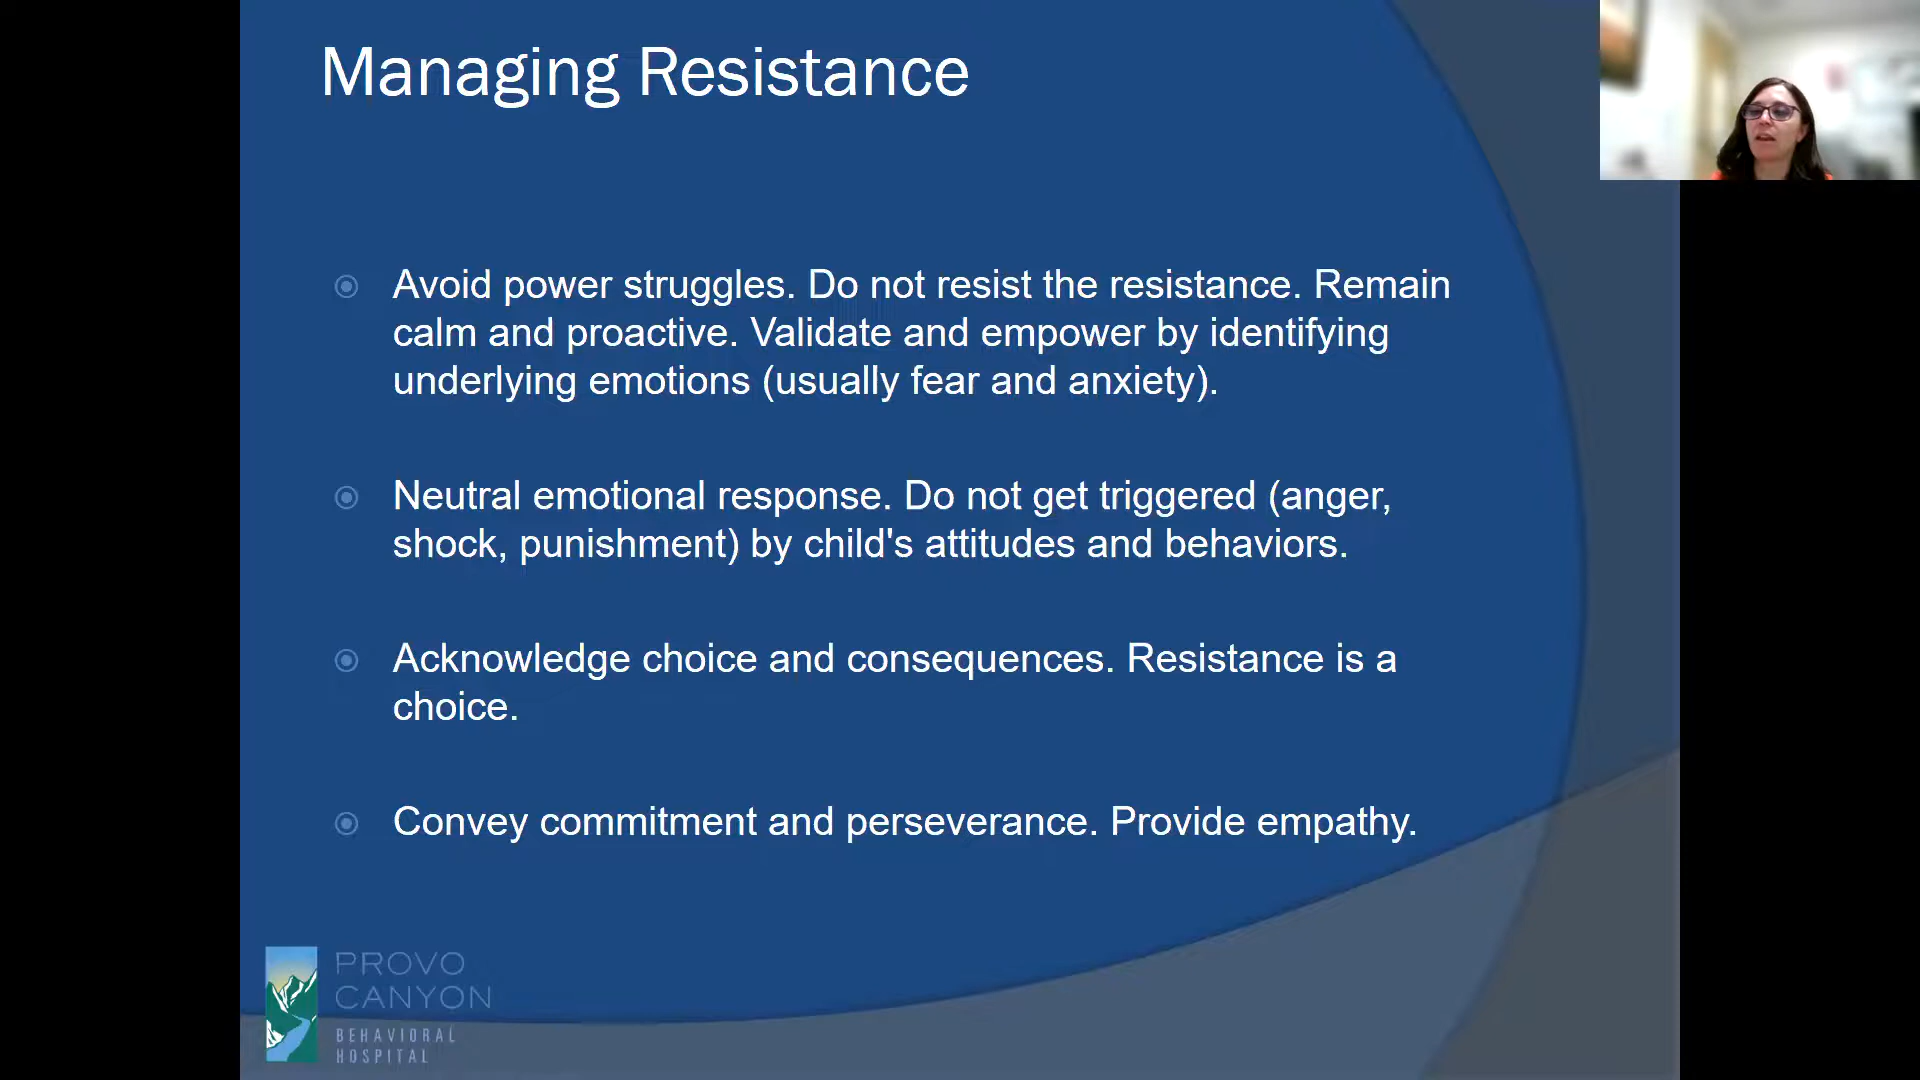 Managing Resistance
Avoid power struggles. Do not resist the resistance. Remain
calm and proactive. Validate and empower by identifying
underlying emotions (usually fear and anxiety).
Neutral emotional response. Do not get triggered (anger,
shock, punishment) by child's attitudes and behaviors.
Acknowledge choice and consequences. Resistance is a
choice.
Convey commitment and perseverance. Provide empathy.
PROVO
CANYON
BEHAVIORAL
HOSPITAL